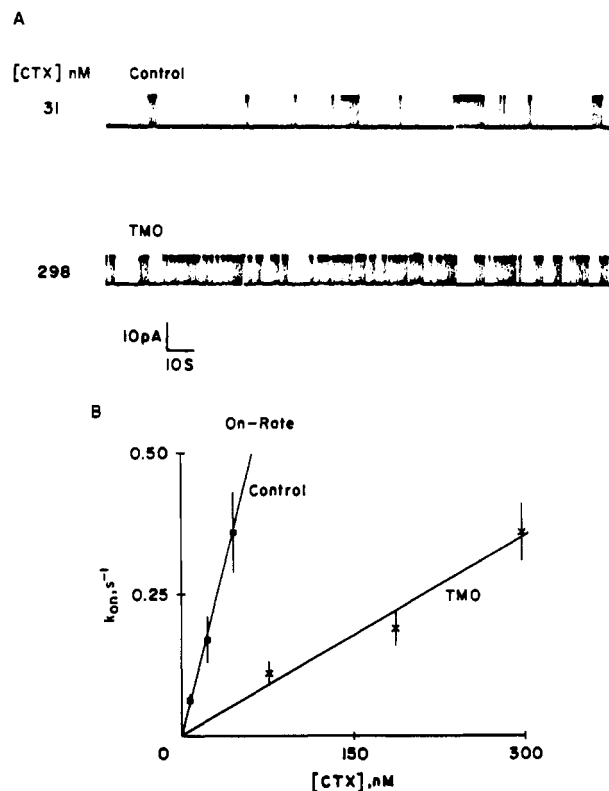 A
[CTX] nM Control
31
TMO
298
10pA
10S
B
On-Rate
0.50
Control
kon,s⁻¹
0.25
TMO
0 150 300
[CTX],nM